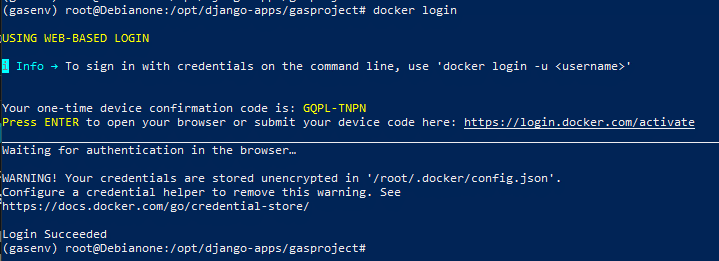 (gasenv) root@Debianone:/opt/django-apps/gasproject# docker login
USING WEB-BASED LOGIN
i Info → To sign in with credentials on the command line, use 'docker login -u <username>'
Your one-time device confirmation code is: GQPL-TNPN
Press ENTER to open your browser or submit your device code here: https://login.docker.com/activate
Waiting for authentication in the browser…
WARNING! Your credentials are stored unencrypted in '/root/.docker/config.json'.
Configure a credential helper to remove this warning. See
https://docs.docker.com/go/credential-store/
Login Succeeded
(gasenv) root@Debianone:/opt/django-apps/gasproject#